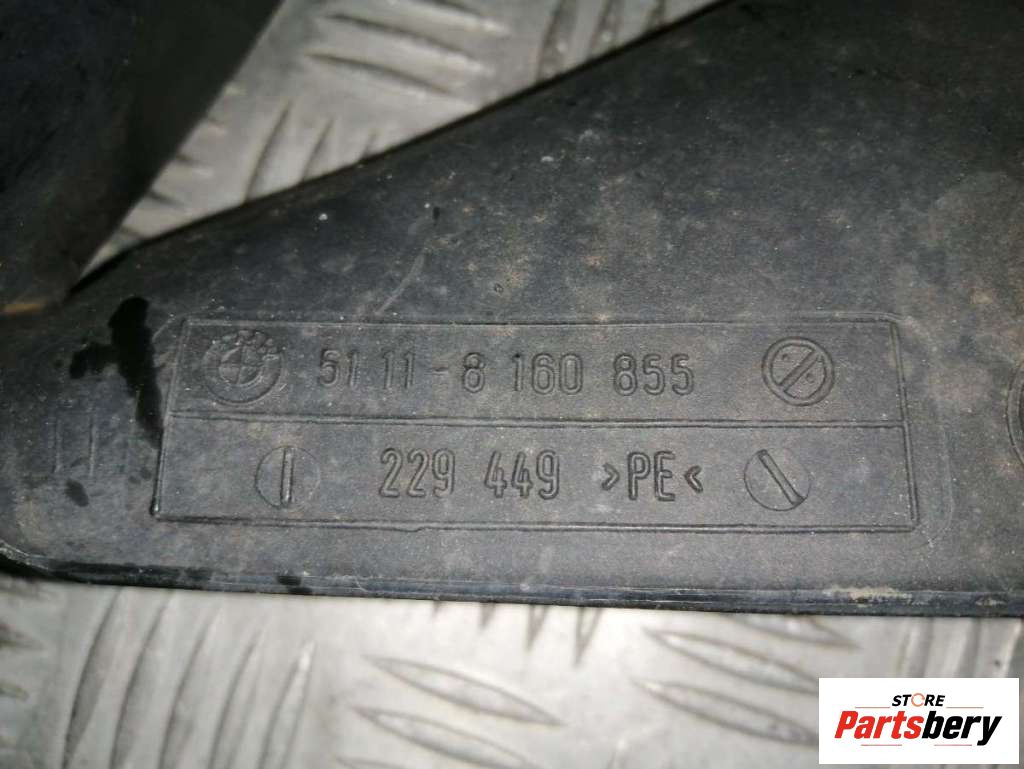 51 11 - 8 160 855
229 449 >PE<
STORE
Partsbery